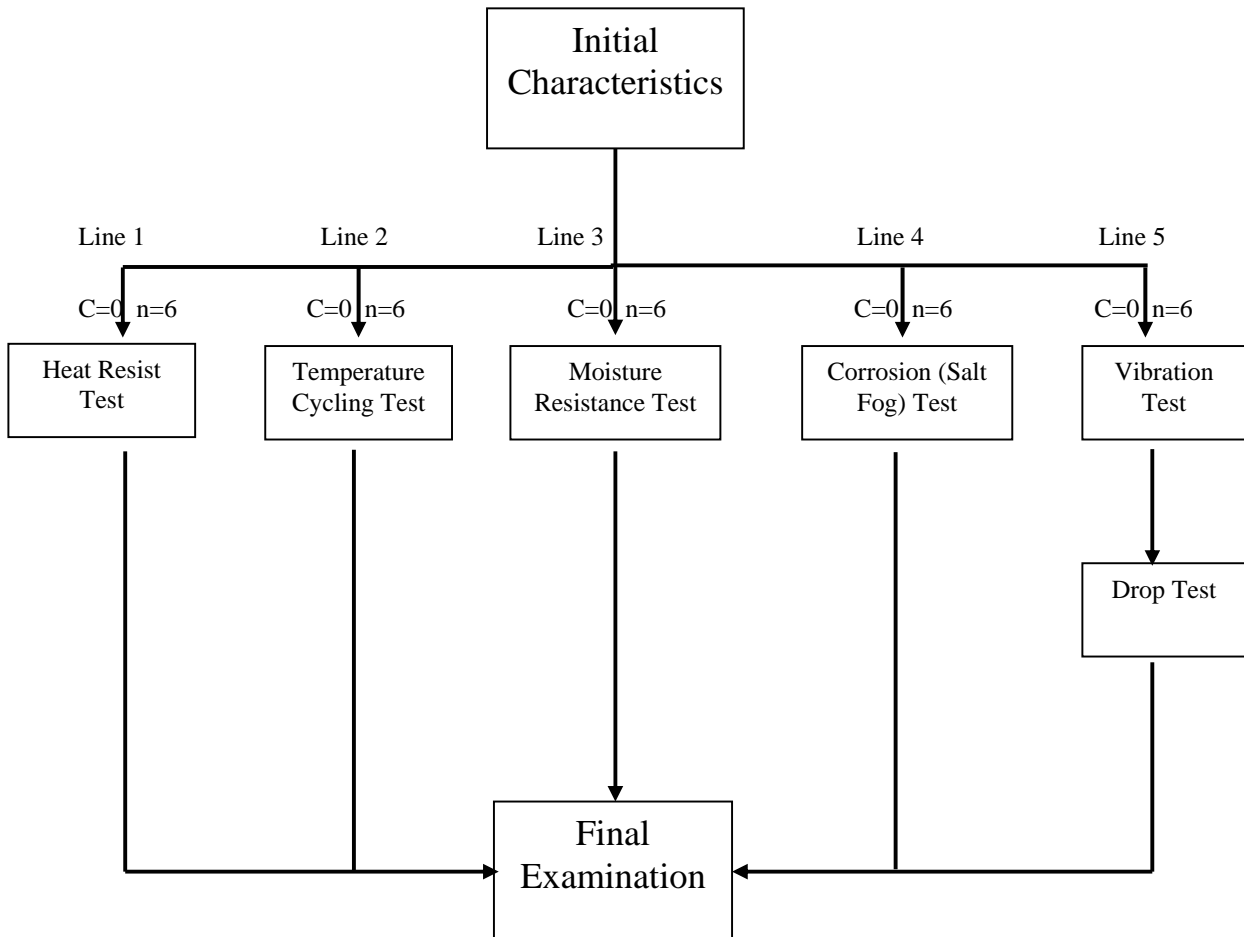 Initial
Characteristics
Line 1
Line 2
Line 3
Line 4
Line 5
C=0 n=6
C=0 n=6
C=0 n=6
C=0 n=6
C=0 n=6
Heat Resist
Test
Temperature
Cycling Test
Moisture
Resistance Test
Corrosion (Salt
Fog) Test
Vibration
Test
Drop Test
Final
Examination